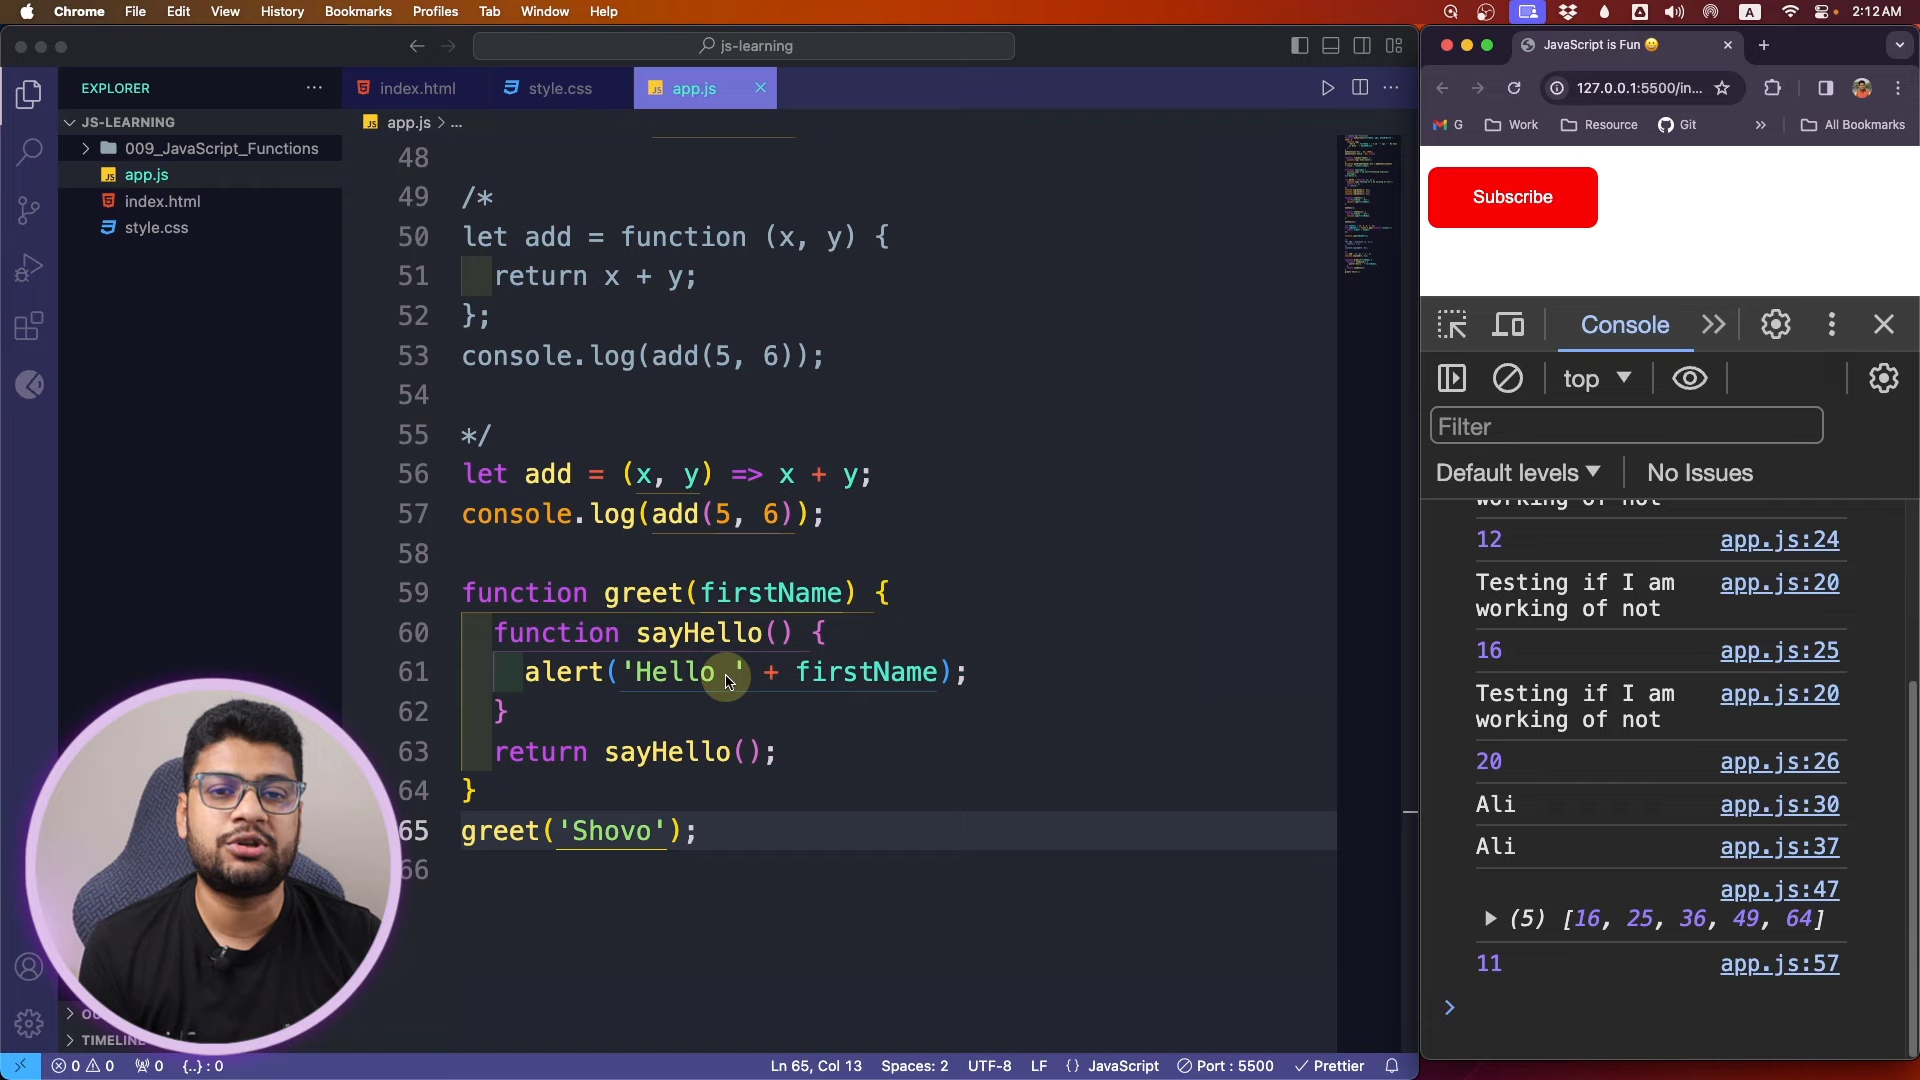 Chrome File Edit View History Bookmarks Profiles Tab Window Help
A 2:12 AM
js-learning
EXPLORER
JS-LEARNING
009_JavaScript_Functions
app.js
index.html
style.css
TIMELINE
index.html style.css app.js
app.js > ...
48
49 /*
50 let add = function (x, y) {
51 return x + y;
52 };
53 console.log(add(5, 6));
54
55 */
56 let add = (x, y) => x + y;
57 console.log(add(5, 6));
58
59 function greet(firstName) {
60 function sayHello() {
61 alert('Hello ' + firstName);
62 }
63 return sayHello();
64 }
65 greet('Shovo');
66
0 0 0 {..} : 0
Ln 65, Col 13 Spaces: 2 UTF-8 LF {} JavaScript Port : 5500 Prettier
JavaScript is Fun 😀
127.0.0.1:5500/in...
G Work Resource Git All Bookmarks
Subscribe
Console
top
Filter
Default levels No Issues
working of not
12 app.js:24
Testing if I am app.js:20
working of not
16 app.js:25
Testing if I am app.js:20
working of not
20 app.js:26
Ali app.js:30
Ali app.js:37
app.js:47
(5) [16, 25, 36, 49, 64]
11 app.js:57